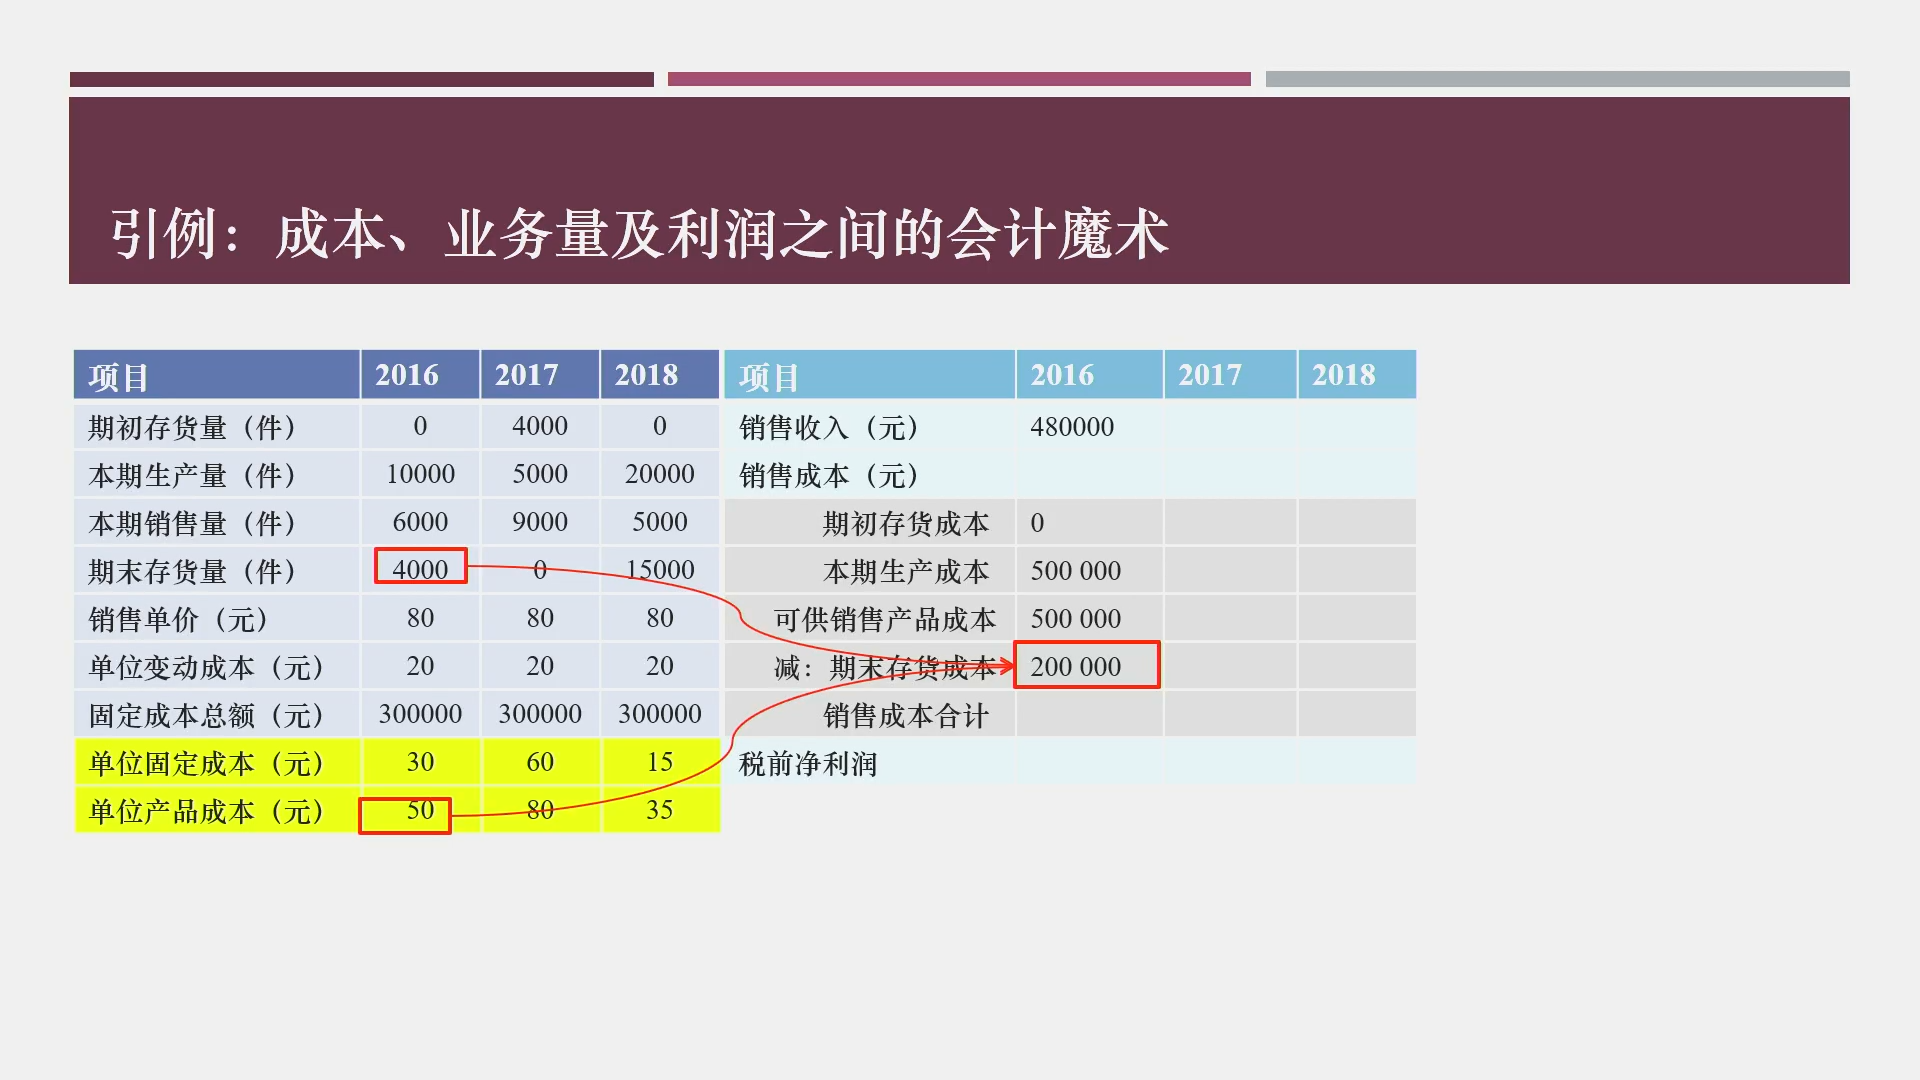 引例：成本、业务量及利润之间的会计魔术
项目 2016 2017 2018
期初存货量（件） 0 4000 0
本期生产量（件） 10000 5000 20000
本期销售量（件） 6000 9000 5000
期末存货量（件） 4000 0 15000
销售单价（元） 80 80 80
单位变动成本（元） 20 20 20
固定成本总额（元） 300000 300000 300000
单位固定成本（元） 30 60 15
单位产品成本（元） 50 80 35
项目 2016 2017 2018
销售收入（元） 480000
销售成本（元）
期初存货成本 0
本期生产成本 500 000
可供销售产品成本 500 000
减：期末存货成本 200 000
销售成本合计
税前净利润